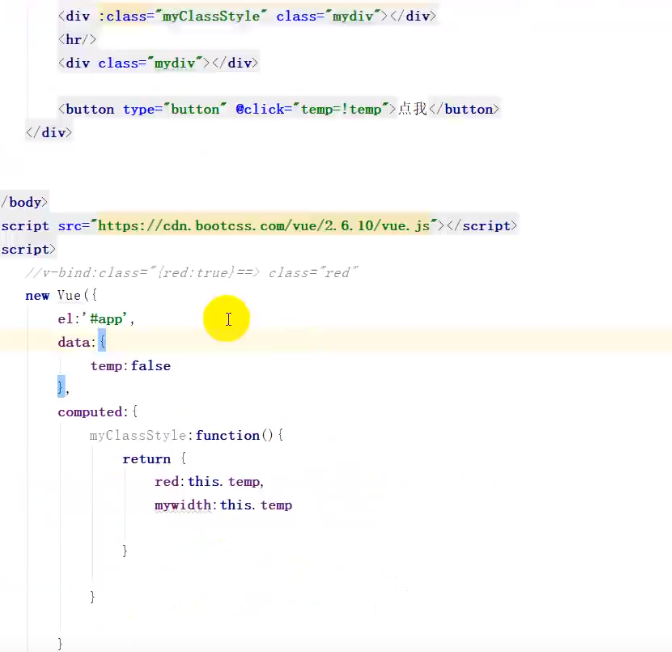 <div :class="myClassStyle" class="mydiv"></div>
<hr/>
<div class="mydiv"></div>
<button type="button" @click="temp=!temp">点我</button>
</div>
/body>
script src="https://cdn.bootcss.com/vue/2.6.10/vue.js"></script>
script>
//v-bind:class="{red:true}==> class="red"
new Vue({
el:'#app',
data:{
temp:false
},
computed:{
myClassStyle:function(){
return {
red:this.temp,
mywidth:this.temp
}
}
}